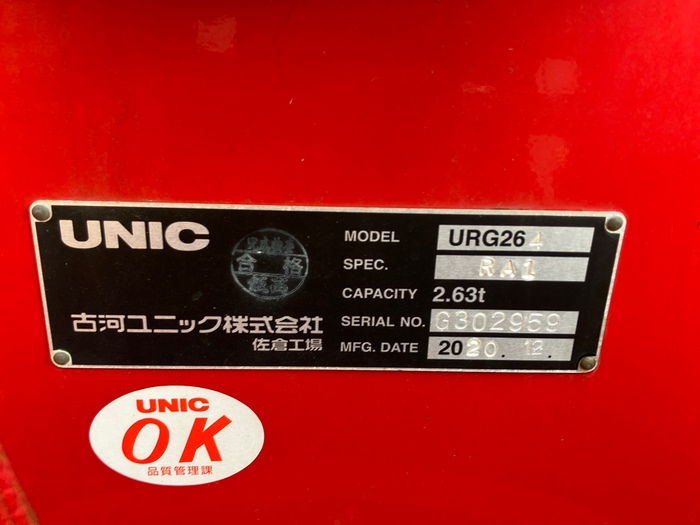 UNIC
合格
MODEL URG264
SPEC. RA1
CAPACITY 2.63t
SERIAL NO. G302959
MFG. DATE 2020. 12.
古河ユニック株式会社
佐倉工場
UNIC
OK
品質管理課